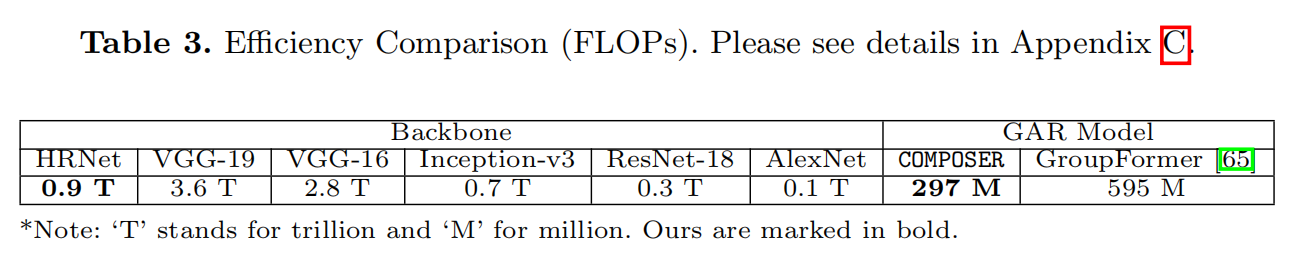 Table 3. Efficiency Comparison (FLOPs). Please see details in Appendix C.
Backbone GAR Model
HRNet VGG-19 VGG-16 Inception-v3 ResNet-18 AlexNet COMPOSER GroupFormer [65]
0.9 T 3.6 T 2.8 T 0.7 T 0.3 T 0.1 T 297 M 595 M
*Note: ‘T’ stands for trillion and ‘M’ for million. Ours are marked in bold.